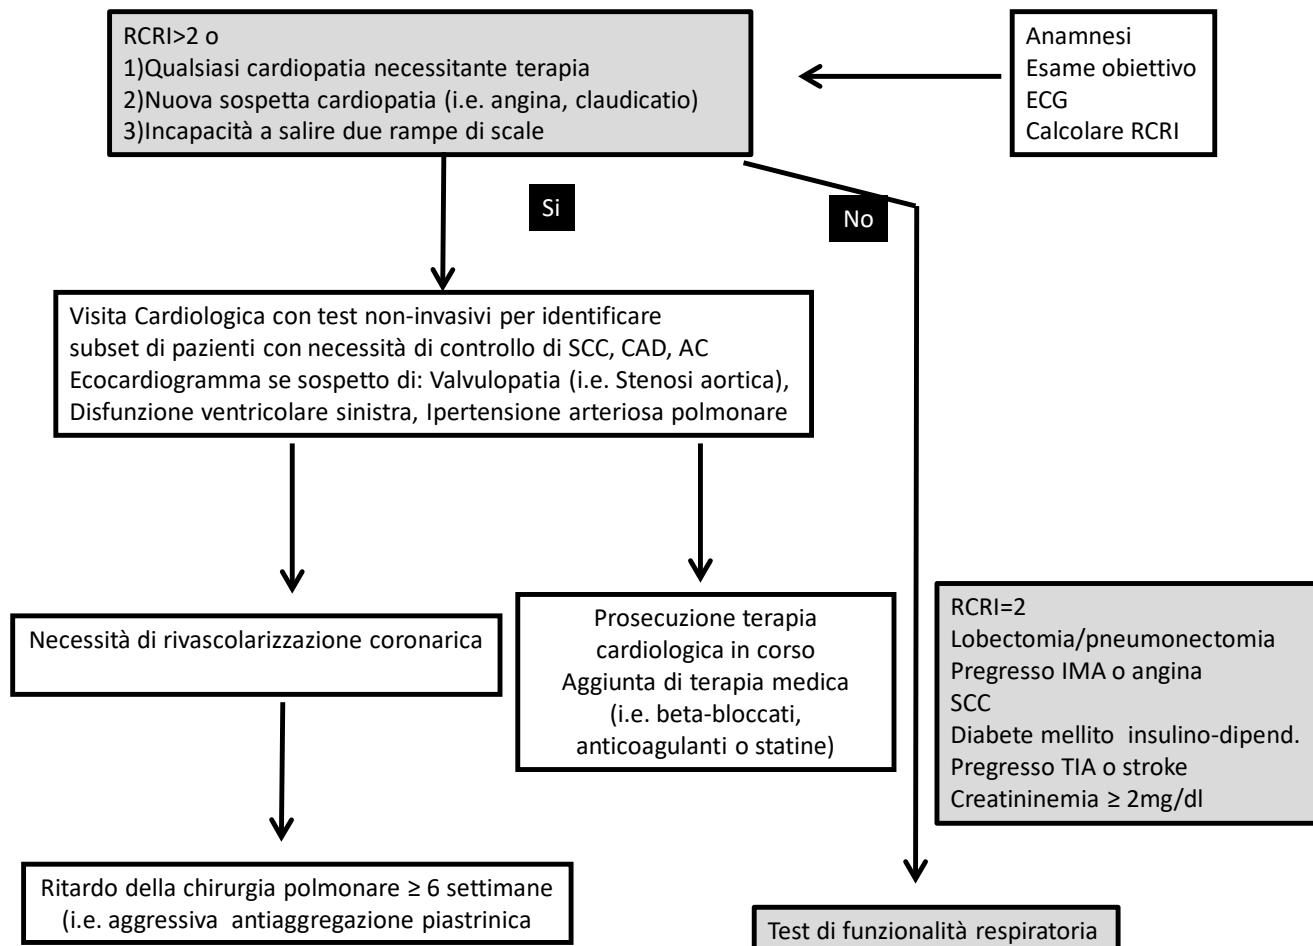 RCRI>2 o
1)Qualsiasi cardiopatia necessitante terapia
2)Nuova sospetta cardiopatia (i.e. angina, claudicatio)
3)Incapacità a salire due rampe di scale
Anamnesi
Esame obiettivo
ECG
Calcolare RCRI
Si
No
Visita Cardiologica con test non-invasivi per identificare
subset di pazienti con necessità di controllo di SCC, CAD, AC
Ecocardiogramma se sospetto di: Valvulopatia (i.e. Stenosi aortica),
Disfunzione ventricolare sinistra, Ipertensione arteriosa polmonare
Necessità di rivascolarizzazione coronarica
Prosecuzione terapia
cardiologica in corso
Aggiunta di terapia medica
(i.e. beta-bloccati,
anticoagulanti o statine)
RCRI=2
Lobectomia/pneumonectomia
Pregresso IMA o angina
SCC
Diabete mellito insulino-dipend.
Pregresso TIA o stroke
Creatininemia ≥ 2mg/dl
Ritardo della chirurgia polmonare ≥ 6 settimane
(i.e. aggressiva antiaggregazione piastrinica
Test di funzionalità respiratoria